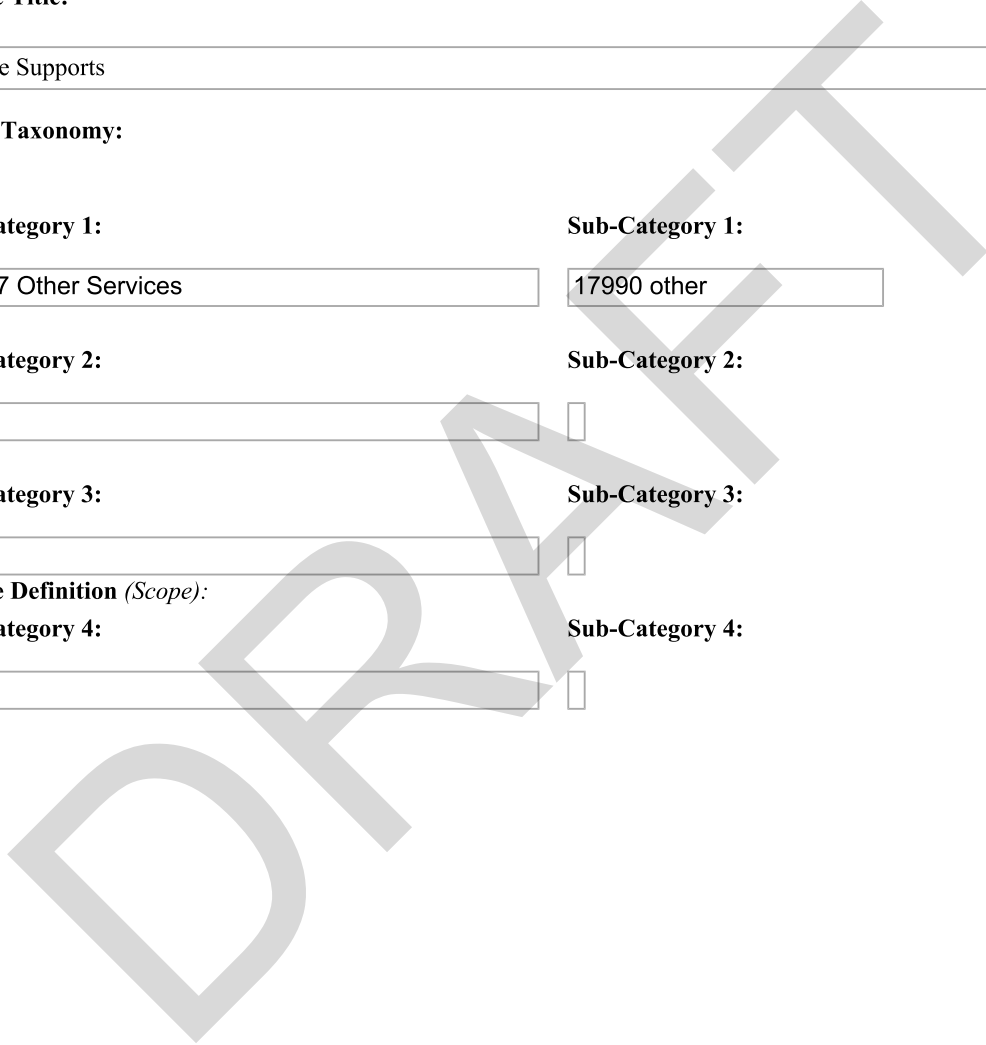 e Title:
e Supports
Taxonomy:
ategory 1: Sub-Category 1:
7 Other Services 17990 other
ategory 2: Sub-Category 2:
ategory 3: Sub-Category 3:
e Definition (Scope):
ategory 4: Sub-Category 4:
DRAFT